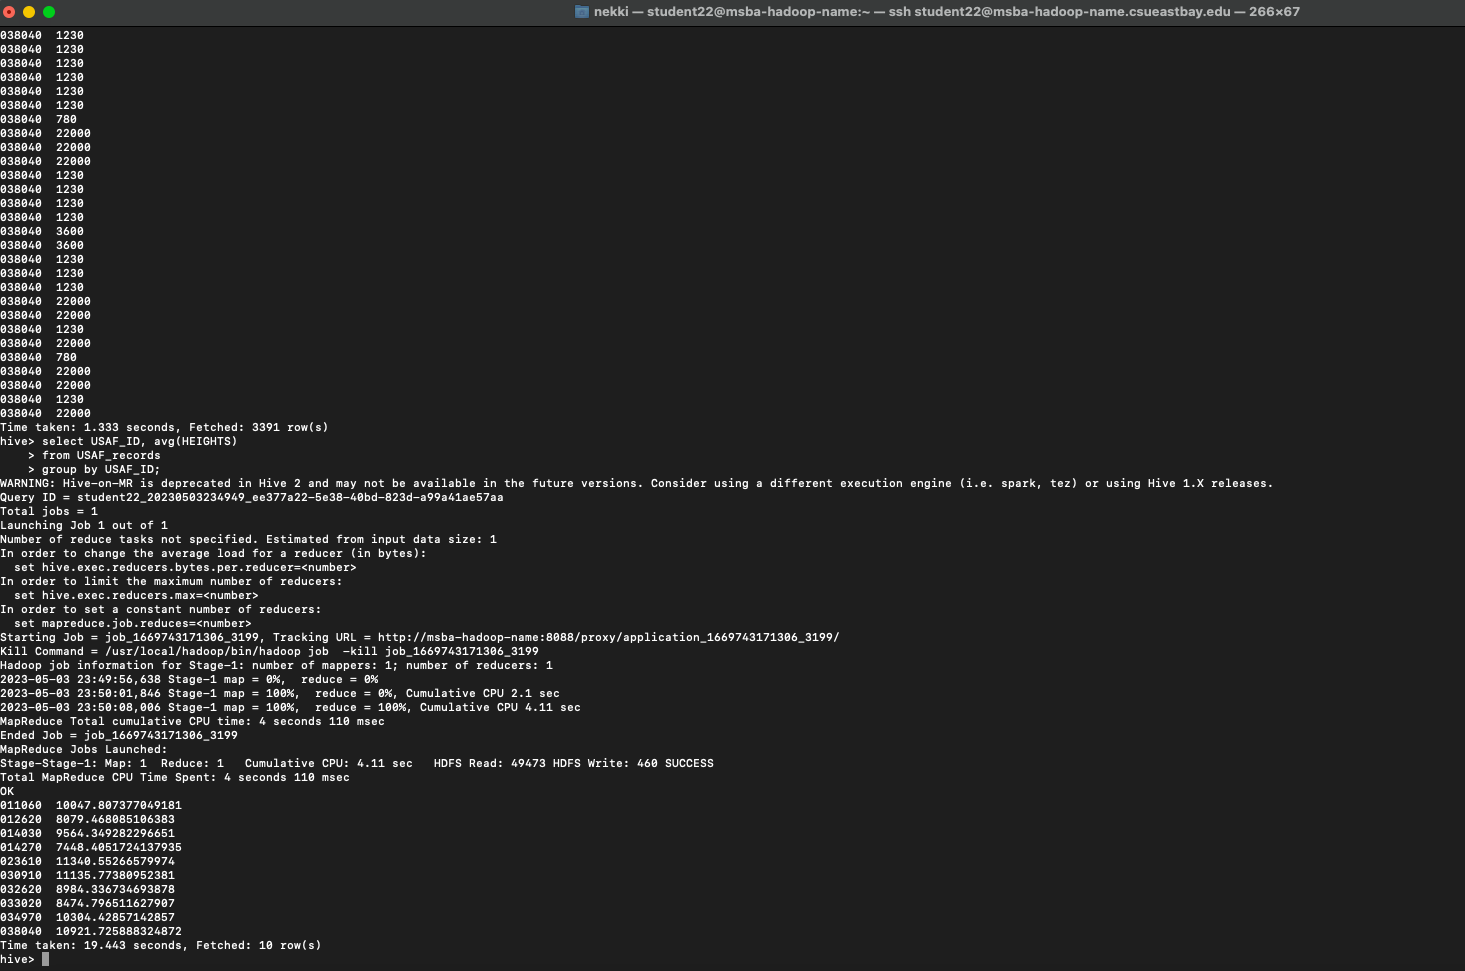 nekki — student22@msba-hadoop-name:~ — ssh student22@msba-hadoop-name.csueastbay.edu — 266×67
038040  1230
038040  1230
038040  1230
038040  1230
038040  1230
038040  1230
038040  780
038040  22000
038040  22000
038040  22000
038040  1230
038040  1230
038040  1230
038040  1230
038040  3600
038040  3600
038040  1230
038040  1230
038040  1230
038040  22000
038040  22000
038040  1230
038040  22000
038040  780
038040  22000
038040  22000
038040  1230
038040  22000
Time taken: 1.333 seconds, Fetched: 3391 row(s)
hive> select USAF_ID, avg(HEIGHTS)
    > from USAF_records
    > group by USAF_ID;
WARNING: Hive-on-MR is deprecated in Hive 2 and may not be available in the future versions. Consider using a different execution engine (i.e. spark, tez) or using Hive 1.X releases.
Query ID = student22_20230503234949_ee377a22-5e38-40bd-823d-a99a41ae57aa
Total jobs = 1
Launching Job 1 out of 1
Number of reduce tasks not specified. Estimated from input data size: 1
In order to change the average load for a reducer (in bytes):
  set hive.exec.reducers.bytes.per.reducer=<number>
In order to limit the maximum number of reducers:
  set hive.exec.reducers.max=<number>
In order to set a constant number of reducers:
  set mapreduce.job.reduces=<number>
Starting Job = job_1669743171306_3199, Tracking URL = http://msba-hadoop-name:8088/proxy/application_1669743171306_3199/
Kill Command = /usr/local/hadoop/bin/hadoop job  -kill job_1669743171306_3199
Hadoop job information for Stage-1: number of mappers: 1; number of reducers: 1
2023-05-03 23:49:56,638 Stage-1 map = 0%,  reduce = 0%
2023-05-03 23:50:01,846 Stage-1 map = 100%,  reduce = 0%, Cumulative CPU 2.1 sec
2023-05-03 23:50:08,006 Stage-1 map = 100%,  reduce = 100%, Cumulative CPU 4.11 sec
MapReduce Total cumulative CPU time: 4 seconds 110 msec
Ended Job = job_1669743171306_3199
MapReduce Jobs Launched:
Stage-Stage-1: Map: 1  Reduce: 1   Cumulative CPU: 4.11 sec   HDFS Read: 49473 HDFS Write: 460 SUCCESS
Total MapReduce CPU Time Spent: 4 seconds 110 msec
OK
011060  10047.807377049181
012620  8079.468085106383
014030  9564.349282296651
014270  7448.4051724137935
023610  11340.55266579974
030910  11135.77380952381
032620  8984.336734693878
033020  8474.796511627907
034970  10304.42857142857
038040  10921.725888324872
Time taken: 19.443 seconds, Fetched: 10 row(s)
hive>